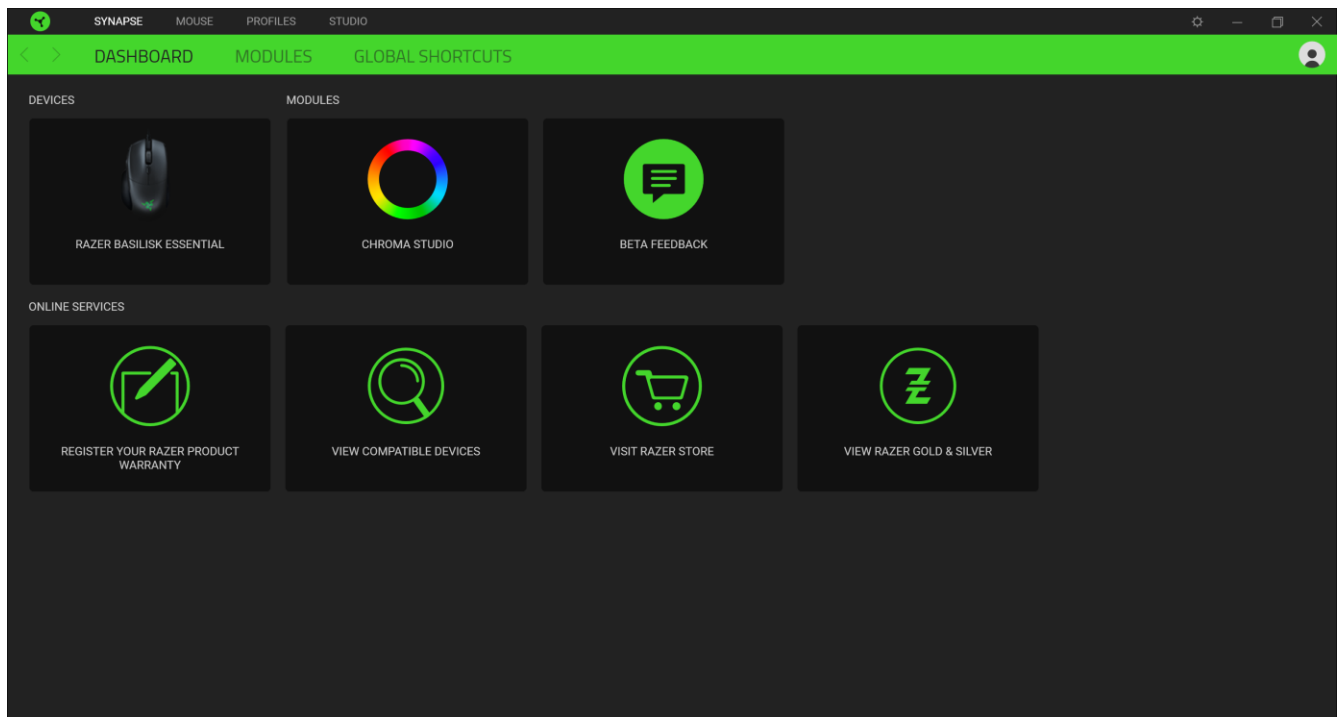 SYNAPSE MOUSE PROFILES STUDIO
DASHBOARD MODULES GLOBAL SHORTCUTS
DEVICES MODULES
RAZER BASILISK ESSENTIAL CHROMA STUDIO BETA FEEDBACK
ONLINE SERVICES
REGISTER YOUR RAZER PRODUCT VIEW COMPATIBLE DEVICES VISIT RAZER STORE VIEW RAZER GOLD & SILVER
WARRANTY